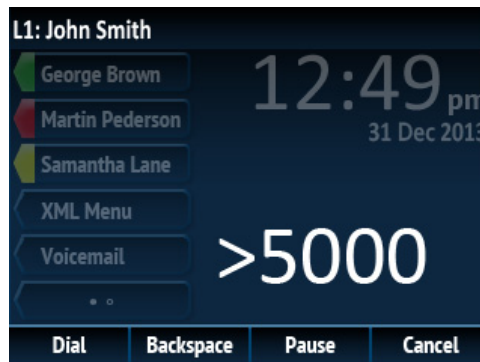 L1: John Smith
George Brown
12:49 pm
Martin Pederson
31 Dec 2013
Samantha Lane
XML Menu
Voicemail
>5000
Dial Backspace Pause Cancel